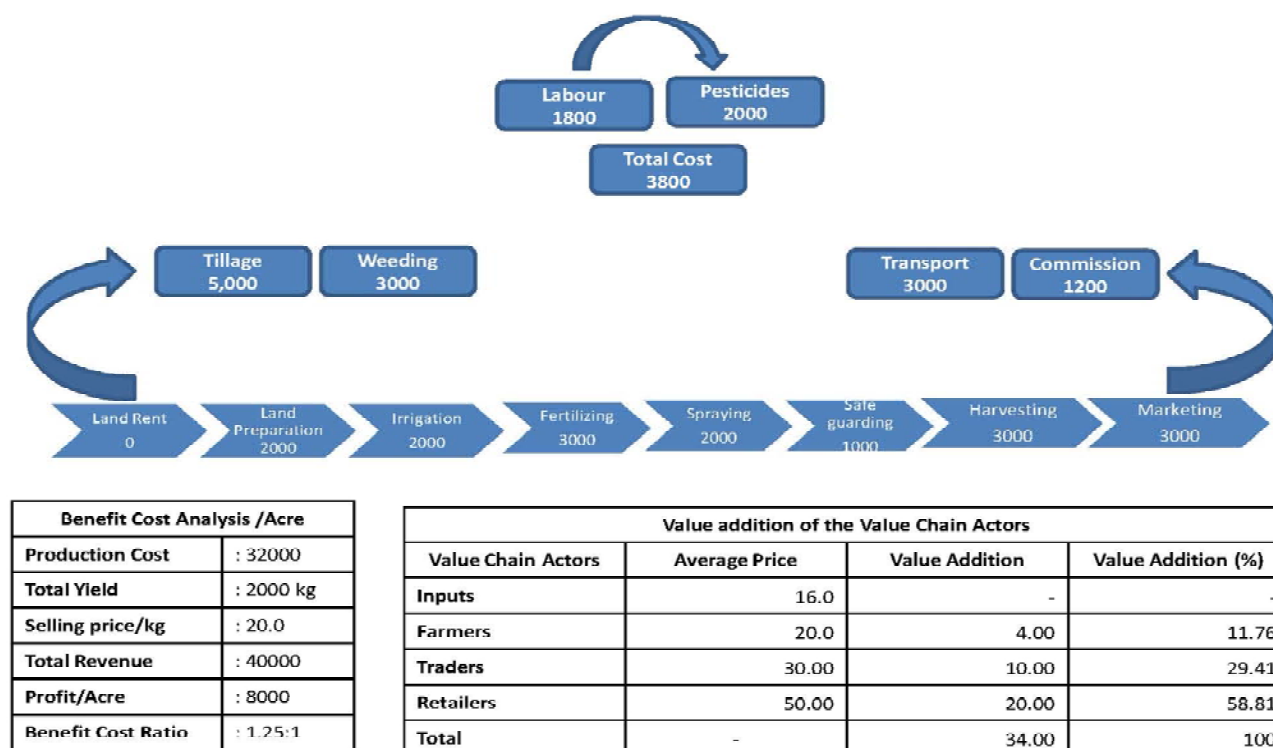 Labour
1800
Pesticides
2000
Total Cost
3800
Tillage
5,000
Weeding
3000
Transport
3000
Commission
1200
Land Rent
0
Land
Preparation
2000
Irrigation
2000
Fertilizing
3000
Spraying
2000
Safe
guarding
1000
Harvesting
3000
Marketing
3000
Benefit Cost Analysis /Acre
Production Cost : 32000
Total Yield : 2000 kg
Selling price/kg : 20.0
Total Revenue : 40000
Profit/Acre : 8000
Benefit Cost Ratio : 1.25:1
Value addition of the Value Chain Actors
Value Chain Actors Average Price Value Addition Value Addition (%)
Inputs 16.0 - -
Farmers 20.0 4.00 11.76
Traders 30.00 10.00 29.41
Retailers 50.00 20.00 58.81
Total - 34.00 100